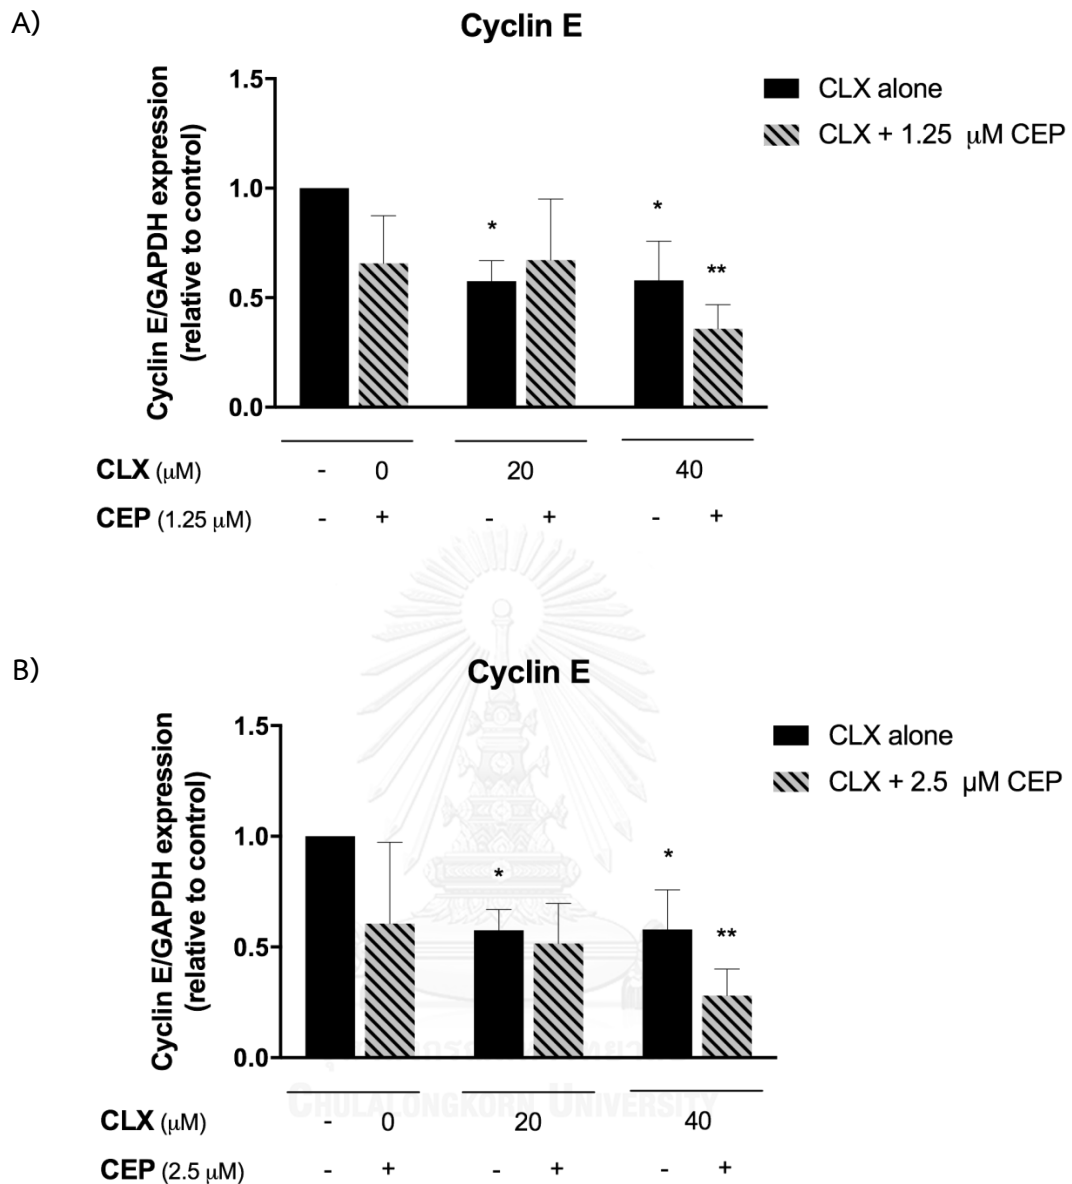 A)
Cyclin E
1.5
1.0
0.5
0.0
Cyclin E/GAPDH expression
(relative to control)
CLX alone
CLX + 1.25 μM CEP
*
*
**
CLX (μM) - 0 20 40
CEP (1.25 μM) - + - + - +
B)
Cyclin E
1.5
1.0
0.5
0.0
Cyclin E/GAPDH expression
(relative to control)
CLX alone
CLX + 2.5 μM CEP
*
*
**
CHULALONGKORN UNIVERSITY
CLX (μM) - 0 20 40
CEP (2.5 μM) - + - + - +